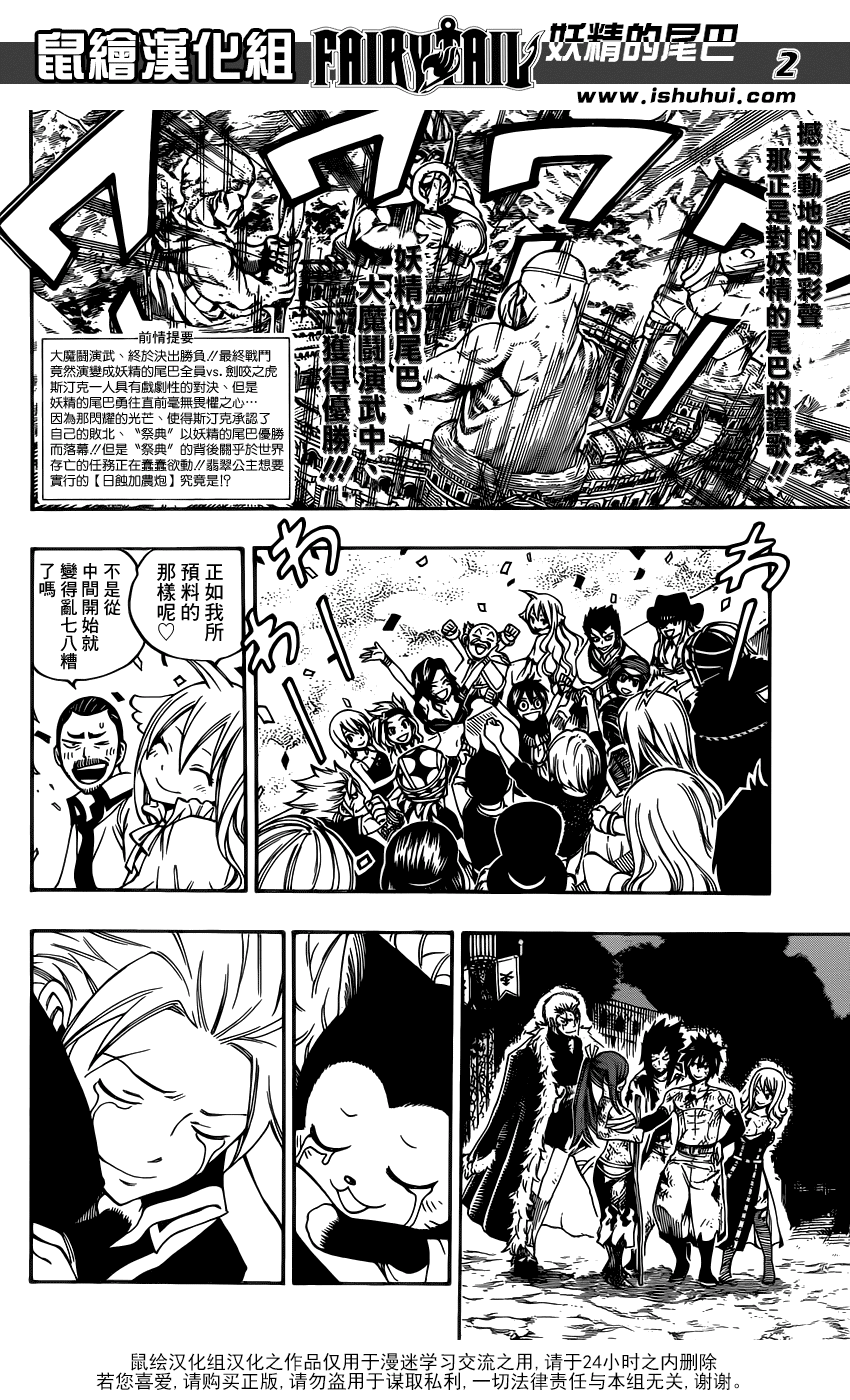 鼠繪漢化組
FAIRY TAIL
妖精的尾巴
2
www.ishuhui.com
撼天動地的喝彩聲
那正是對妖精的尾巴的讚歌!!
妖精的尾巴、
大魔鬪演武中、
獲得優勝!!!
ワァァァ
前情提要
大魔鬪演武、終於決出勝負!!最終戰鬥
竟然演變成妖精的尾巴全員vs.劍咬之虎
斯汀克一人具有戲劇性的對決、但是
妖精的尾巴勇往直前毫無畏懼之心…
因為那閃耀的光芒、使得斯汀克承認了
自己的敗北、〝祭典〞以妖精的尾巴優勝
而落幕!!但是〝祭典〞的背後關乎於世界
存亡的任務正在蠢蠢欲動!!翡翠公主想要
實行的【日蝕加農炮】究竟是!?
わ
わ
わ
わ
正如我所
預料的
那樣呢♡
不是從
中間開始就
變得亂七八糟
了嗎
鼠绘汉化组汉化之作品仅用于漫迷学习交流之用,请于24小时之内删除
若您喜爱,请购买正版,请勿盗用于谋取私利,一切法律责任与本组无关,谢谢。